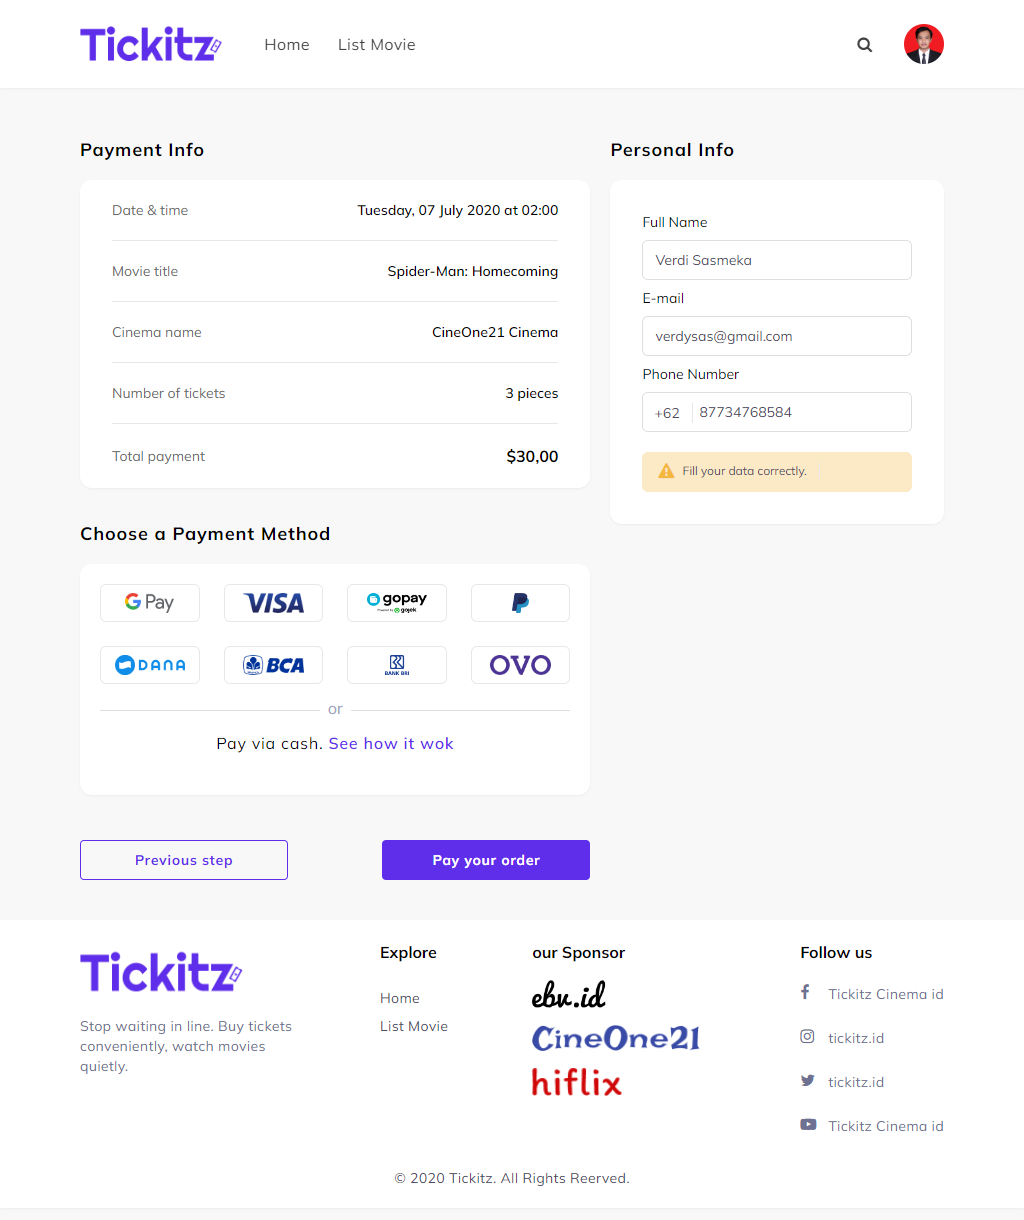 Tickitz
Home
List Movie
Payment Info
Date & time
Tuesday, 07 July 2020 at 02:00
Movie title
Spider-Man: Homecoming
Cinema name
CineOne21 Cinema
Number of tickets
3 pieces
Total payment
$30,00
Personal Info
Full Name
Verdi Sasmeka
E-mail
verdysas@gmail.com
Phone Number
+62 87734768584
Fill your data correctly.
Choose a Payment Method
G Pay
VISA
gopay
Powered by gojek
DANA
BCA
BANK BRI
OVO
or
Pay via cash. See how it wok
Previous step
Pay your order
Tickitz
Stop waiting in line. Buy tickets
conveniently, watch movies
quietly.
Explore
Home
List Movie
our Sponsor
ebv.id
CineOne21
hiflix
Follow us
Tickitz Cinema id
tickitz.id
tickitz.id
Tickitz Cinema id
© 2020 Tickitz. All Rights Reerved.